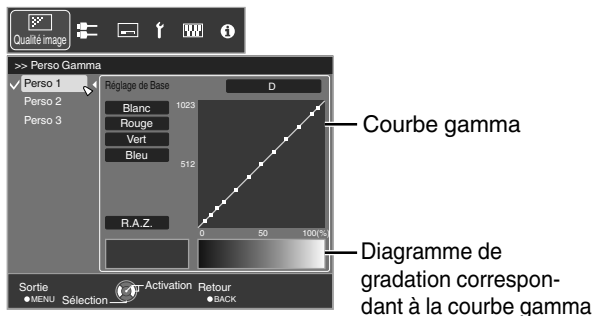 Qualité image
>> Perso Gamma
Perso 1
Perso 2
Perso 3
Réglage de Base
D
Blanc
Rouge
Vert
Bleu
R.A.Z.
1023
512
0 50 100(%)
Courbe gamma
Diagramme de
gradation correspon-
dant à la courbe gamma
Sortie
MENU
Sélection
Activation
Retour
BACK